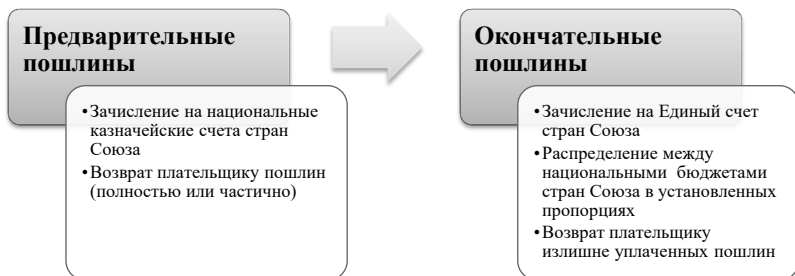 Предварительные
пошлины
•Зачисление на национальные
казначейские счета стран
Союза
•Возврат плательщику пошлин
(полностью или частично)
Окончательные
пошлины
•Зачисление на Единый счет
стран Союза
•Распределение между
национальными бюджетами
стран Союза в установленных
пропорциях
•Возврат плательщику
излишне уплаченных пошлин